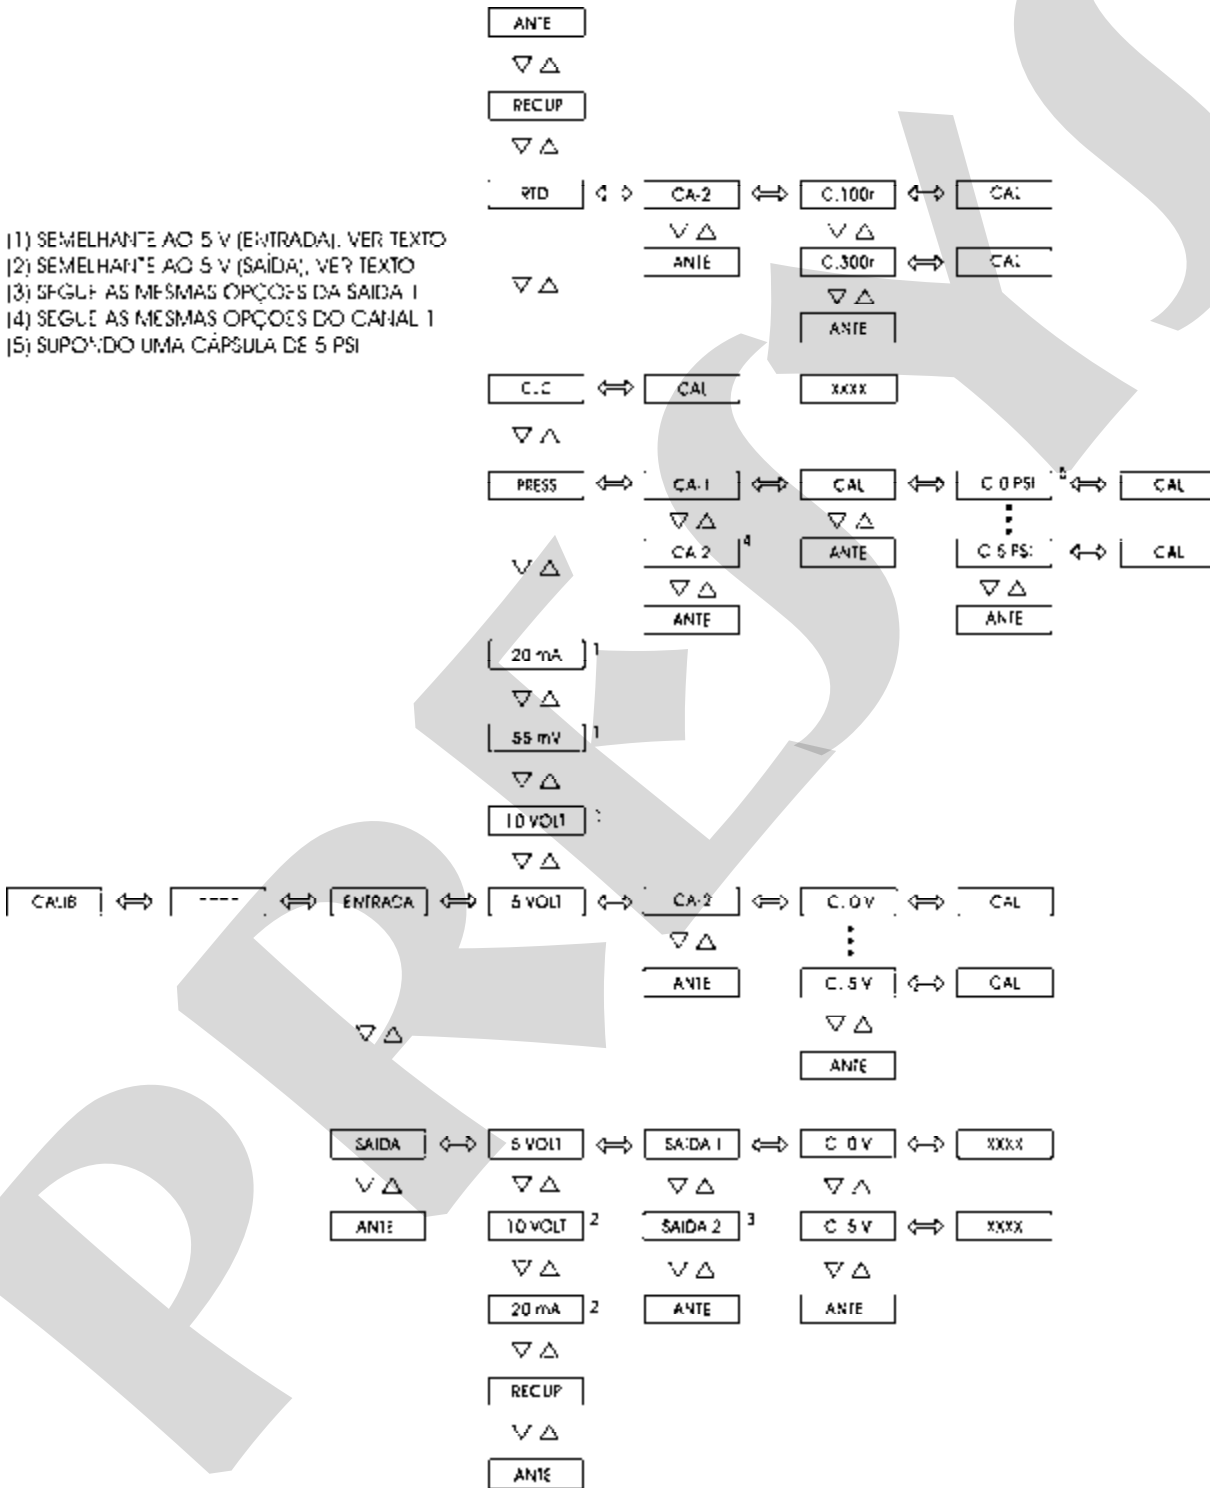 ANTE
RECUP
RTD CA-2 C.100r CAL
ANTE C.300r CAL
ANTE
(1) SEMELHANTE AO 5 V (ENTRADA). VER TEXTO
(2) SEMELHANTE AO 5 V (SAÍDA), VER TEXTO
(3) SEGUE AS MESMAS OPÇÕES DA SAIDA 1
(4) SEGUE AS MESMAS OPÇÕES DO CANAL 1
(5) SUPONDO UMA CÁPSULA DE 5 PSI
CAL XXXX
PRESS CA-1 CAL C 0 PSI 5 CAL
CA 2 4 ANTE C 5 PSI CAL
ANTE ANTE
20 mA 1
55 mV 1
10 VOLT
CALIB ---- ENTRADA 5 VOLT CA-2 C. 0 V CAL
ANTE C. 5 V CAL
ANTE
SAIDA 5 VOLT SAIDA 1 C 0 V XXXX
ANTE 10 VOLT 2 SAIDA 2 3 C 5 V XXXX
20 mA 2 ANTE ANTE
RECUP
ANTE
PRESYS